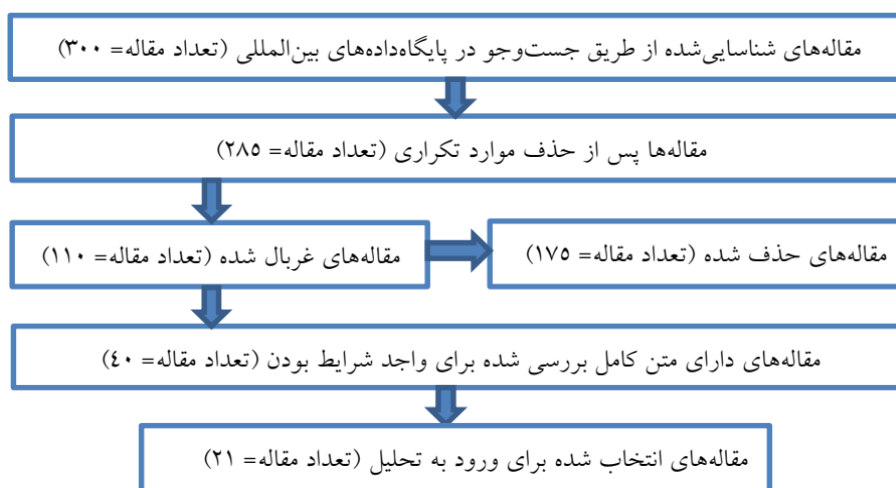 مقاله‌های شناسایی‌شده از طریق جست‌وجو در پایگاه‌داده‌های بین‌المللی (تعداد مقاله= ۳۰۰)
مقاله‌ها پس از حذف موارد تکراری (تعداد مقاله= ۲۸۵)
مقاله‌های حذف شده (تعداد مقاله= ۱۷۵)
مقاله‌های غربال شده (تعداد مقاله= ۱۱۰)
مقاله‌های دارای متن کامل بررسی شده برای واجد شرایط بودن (تعداد مقاله= ۴۰)
مقاله‌های انتخاب شده برای ورود به تحلیل (تعداد مقاله= ۲۱)